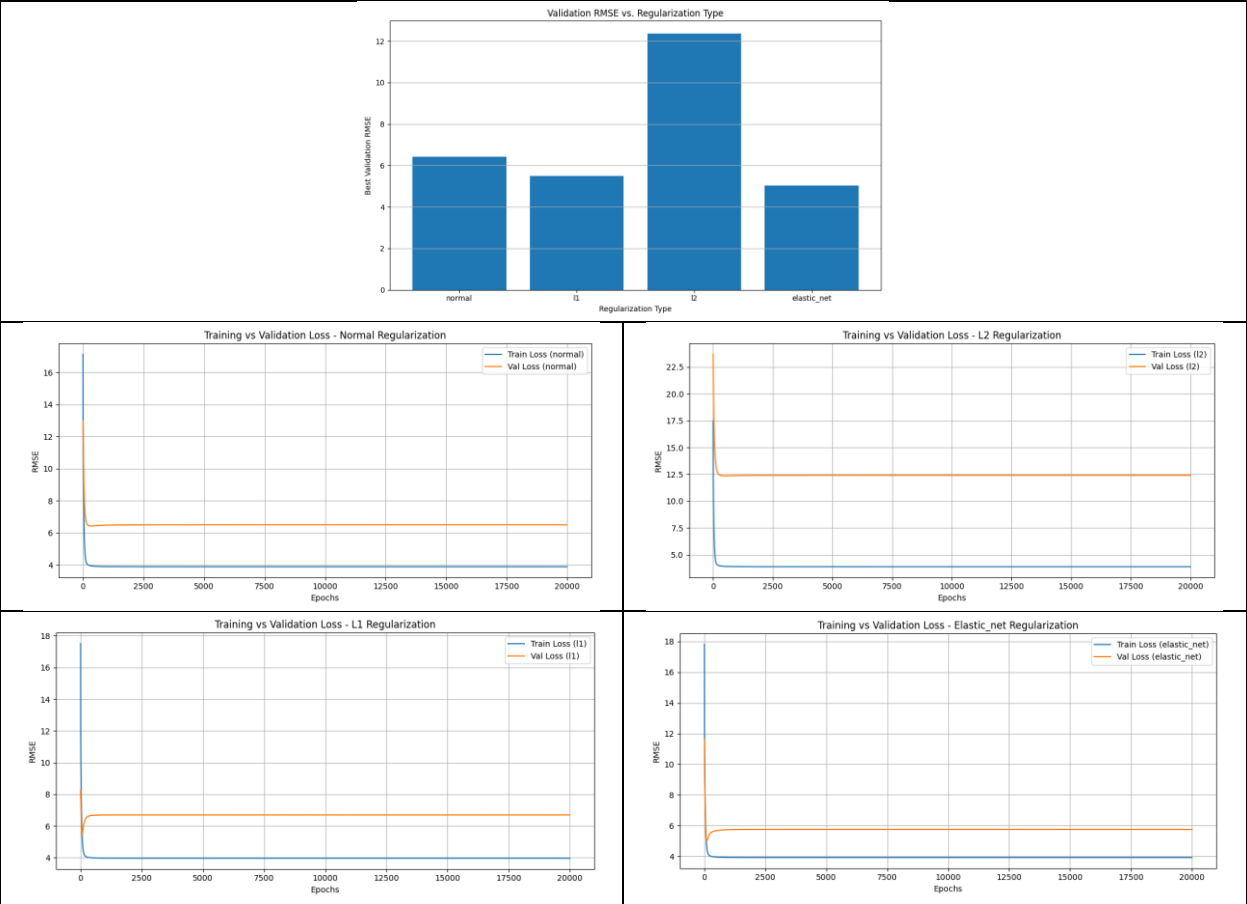 Validation RMSE vs. Regularization Type
12
10
8
6
4
2
0
Best Validation RMSE
normal
l1
l2
elastic_net
Regularization Type
Training vs Validation Loss - Normal Regularization
Train Loss (normal)
Val Loss (normal)
16
14
12
10
8
6
4
RMSE
0 2500 5000 7500 10000 12500 15000 17500 20000
Epochs
Training vs Validation Loss - L2 Regularization
Train Loss (l2)
Val Loss (l2)
22.5
20.0
17.5
15.0
12.5
10.0
7.5
5.0
RMSE
0 2500 5000 7500 10000 12500 15000 17500 20000
Epochs
Training vs Validation Loss - L1 Regularization
Train Loss (l1)
Val Loss (l1)
18
16
14
12
10
8
6
4
RMSE
0 2500 5000 7500 10000 12500 15000 17500 20000
Epochs
Training vs Validation Loss - Elastic_net Regularization
Train Loss (elastic_net)
Val Loss (elastic_net)
18
16
14
12
10
8
6
4
RMSE
0 2500 5000 7500 10000 12500 15000 17500 20000
Epochs